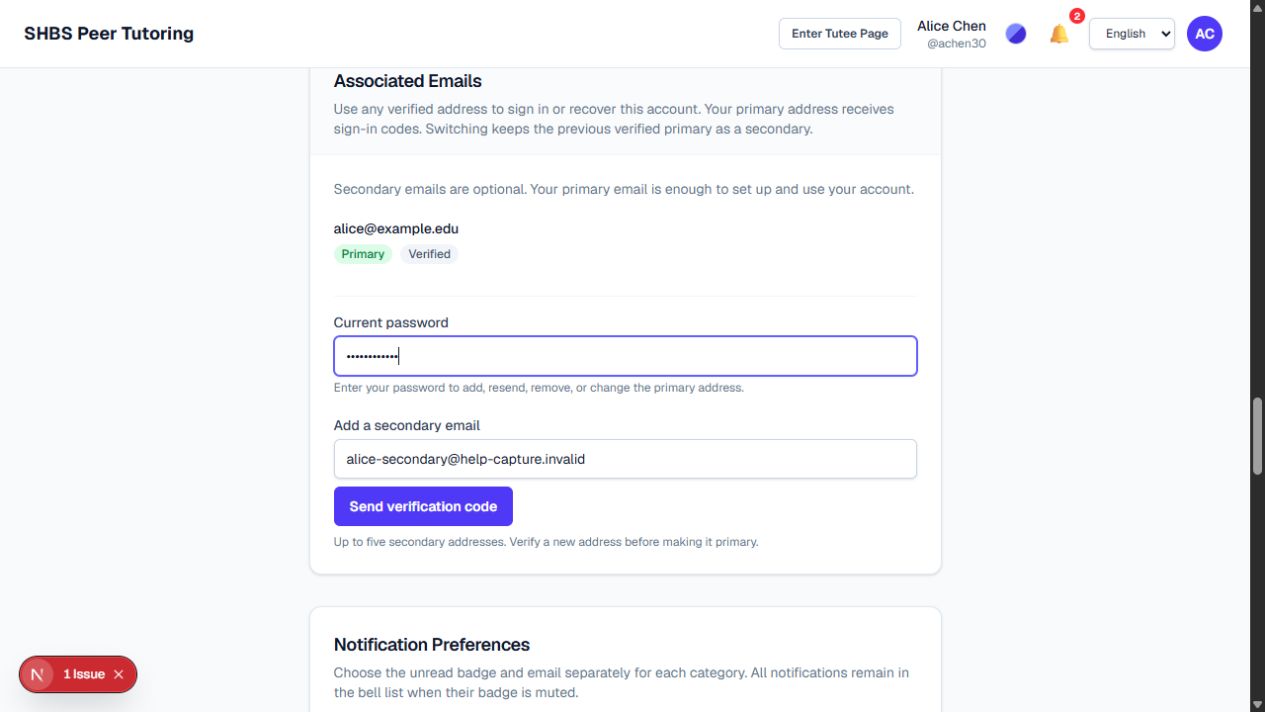 SHBS Peer Tutoring
Enter Tutee Page
Alice Chen
@achen30
2
English
AC
Associated Emails
Use any verified address to sign in or recover this account. Your primary address receives
sign-in codes. Switching keeps the previous verified primary as a secondary.
Secondary emails are optional. Your primary email is enough to set up and use your account.
alice@example.edu
Primary
Verified
Current password
••••••••••••
Enter your password to add, resend, remove, or change the primary address.
Add a secondary email
alice-secondary@help-capture.invalid
Send verification code
Up to five secondary addresses. Verify a new address before making it primary.
Notification Preferences
Choose the unread badge and email separately for each category. All notifications remain in
the bell list when their badge is muted.
N
1 Issue